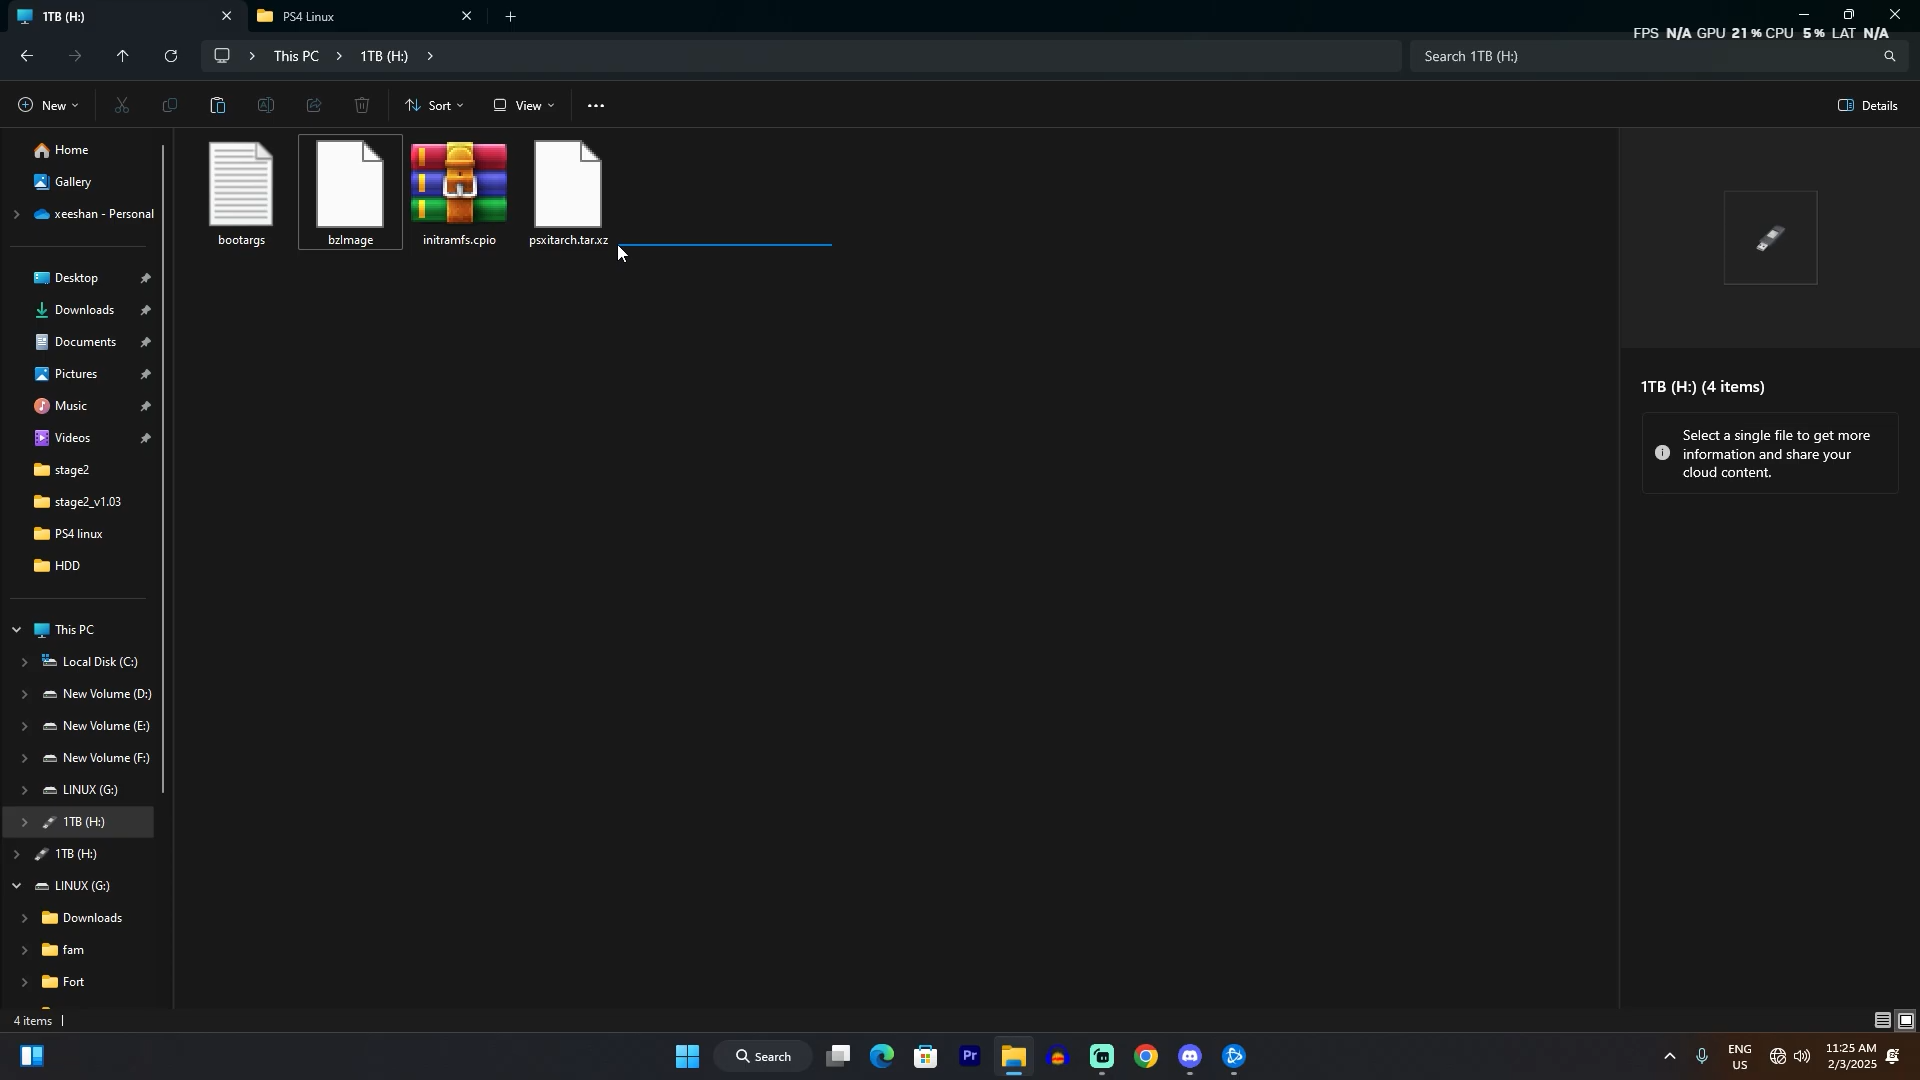 1TB (H:)
PS4 Linux
FPS N/A GPU 21 % CPU 5 % LAT N/A
This PC
1TB (H:)
Search 1TB (H:)
New
Sort
View
Details
Home
Gallery
xeeshan - Personal
Desktop
Downloads
Documents
Pictures
Music
Videos
stage2
stage2_v1.03
PS4 linux
HDD
This PC
Local Disk (C:)
New Volume (D:)
New Volume (E:)
New Volume (F:)
LINUX (G:)
1TB (H:)
1TB (H:)
LINUX (G:)
Downloads
fam
Fort
bootargs
bzImage
initramfs.cpio
psxitarch.tar.xz
1TB (H:) (4 items)
Select a single file to get more
information and share your
cloud content.
4 items
Search
Pr
ENG
US
11:25 AM
2/3/2025